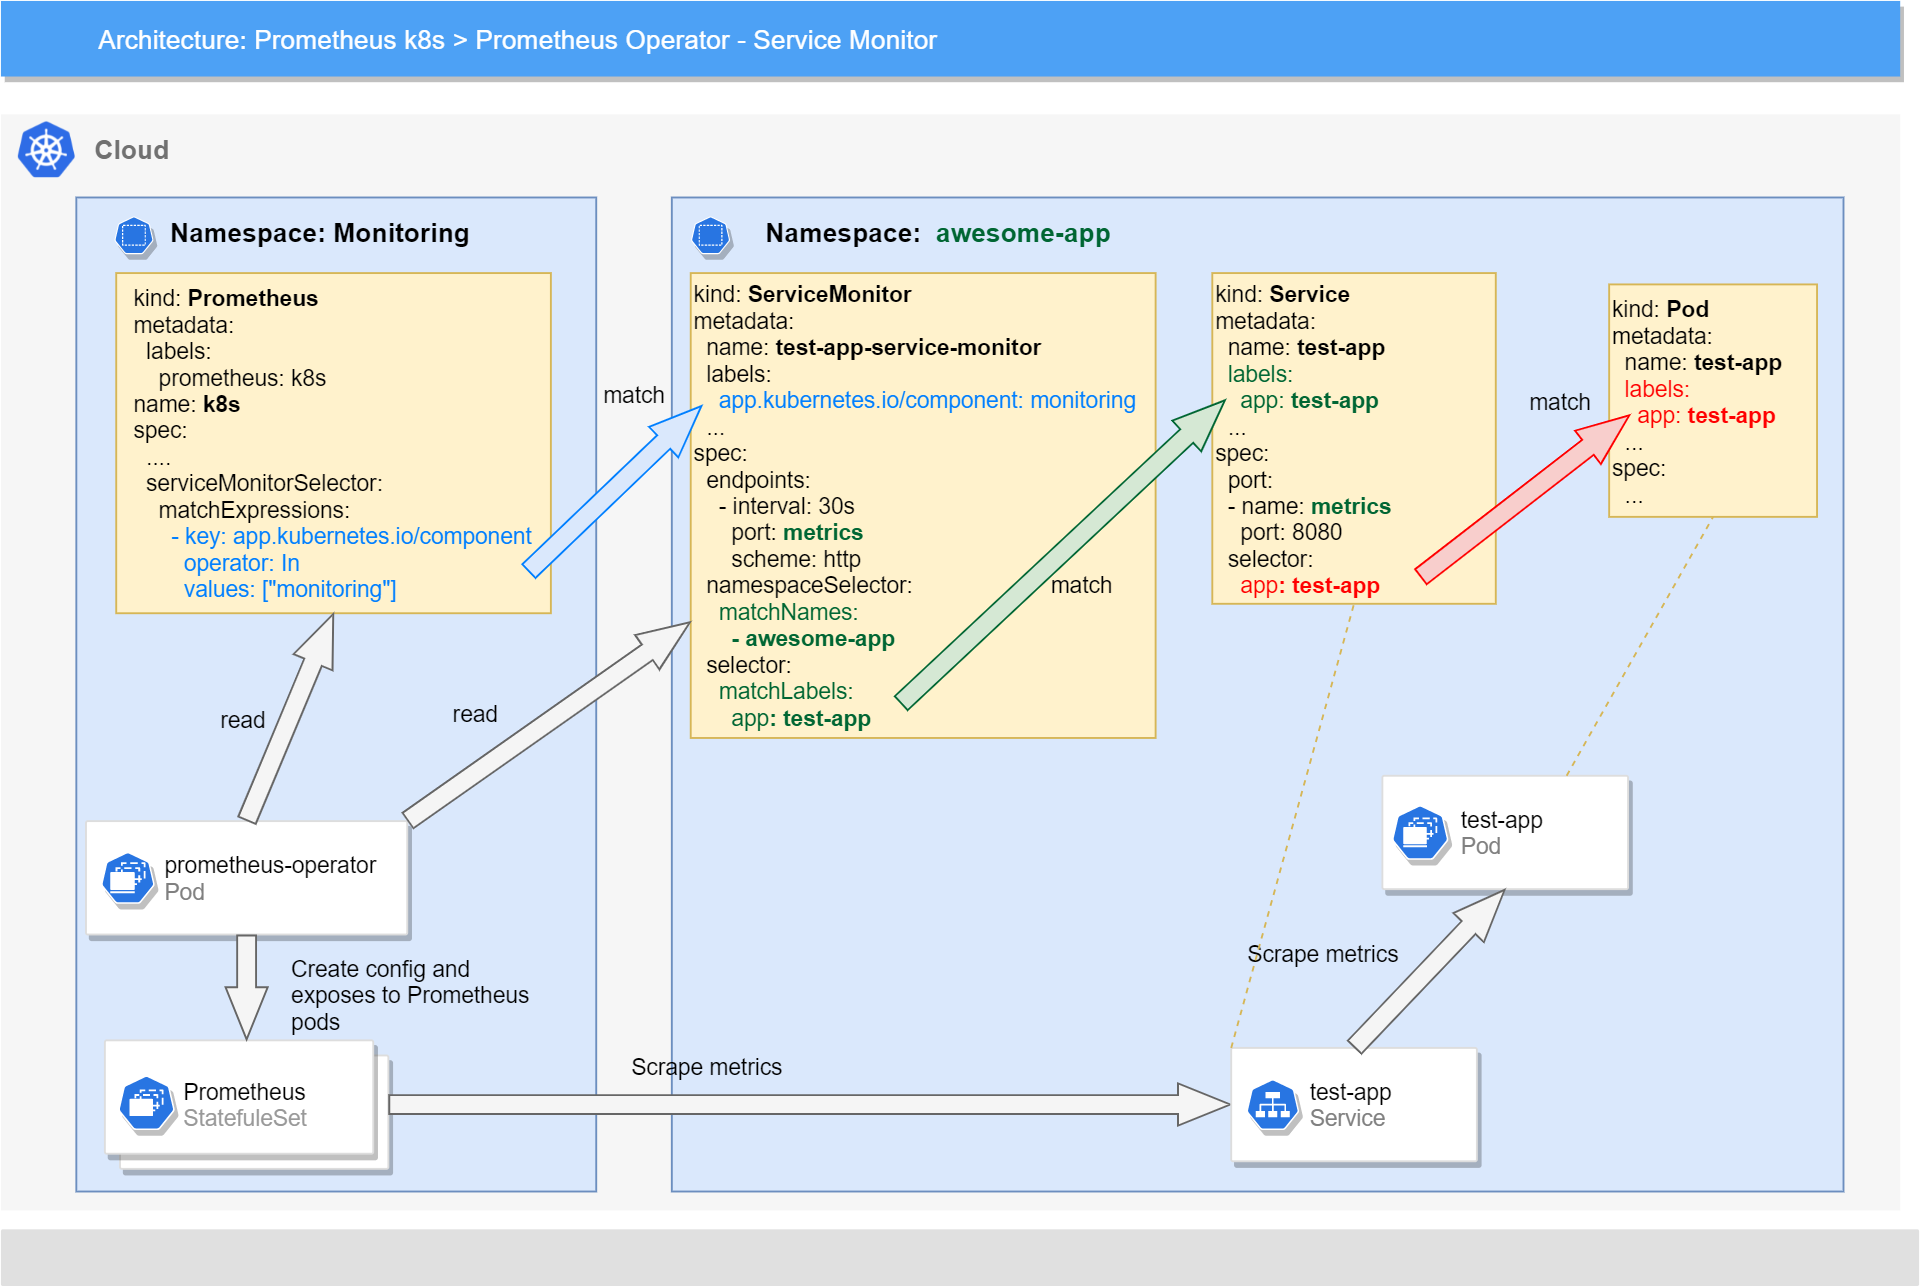 Architecture: Prometheus k8s > Prometheus Operator - Service Monitor
Cloud
Namespace: Monitoring
kind: Prometheus
metadata:
labels:
prometheus: k8s
name: k8s
spec:
....
serviceMonitorSelector:
matchExpressions:
- key: app.kubernetes.io/component
operator: In
values: ["monitoring"]
match
read
read
prometheus-operator
Pod
Create config and
exposes to Prometheus
pods
Prometheus
StatefuleSet
Scrape metrics
Namespace: awesome-app
kind: ServiceMonitor
metadata:
name: test-app-service-monitor
labels:
app.kubernetes.io/component: monitoring
...
spec:
endpoints:
- interval: 30s
port: metrics
scheme: http
namespaceSelector:
matchNames:
- awesome-app
selector:
matchLabels:
app: test-app
match
kind: Service
metadata:
name: test-app
labels:
app: test-app
...
spec:
port:
- name: metrics
port: 8080
selector:
app: test-app
match
kind: Pod
metadata:
name: test-app
labels:
app: test-app
...
spec:
...
test-app
Pod
Scrape metrics
test-app
Service